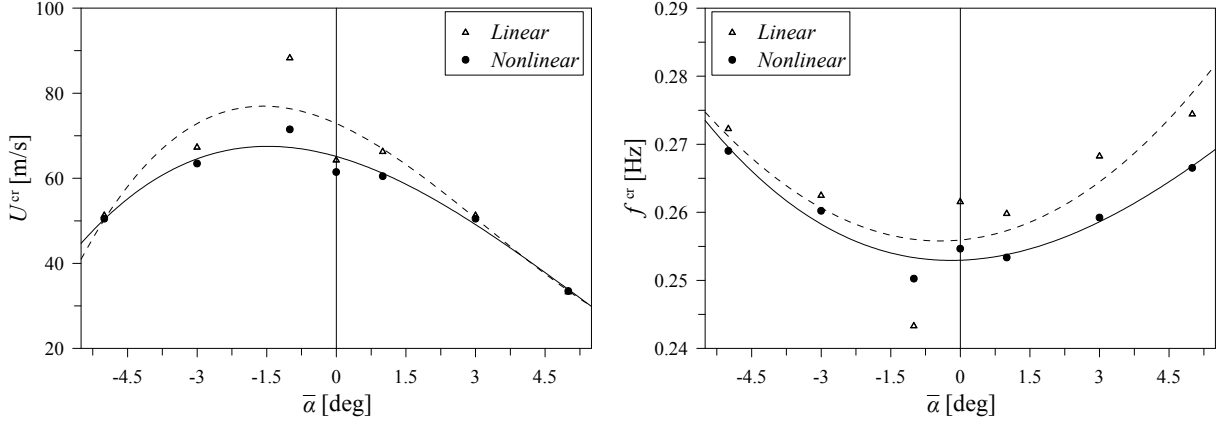 100
80
60
40
20
U^cr [m/s]
-4.5 -3 -1.5 0 1.5 3 4.5
ᾱ [deg]
Linear
Nonlinear
0.29
0.28
0.27
0.26
0.25
0.24
f^cr [Hz]
-4.5 -3 -1.5 0 1.5 3 4.5
ᾱ [deg]
Linear
Nonlinear